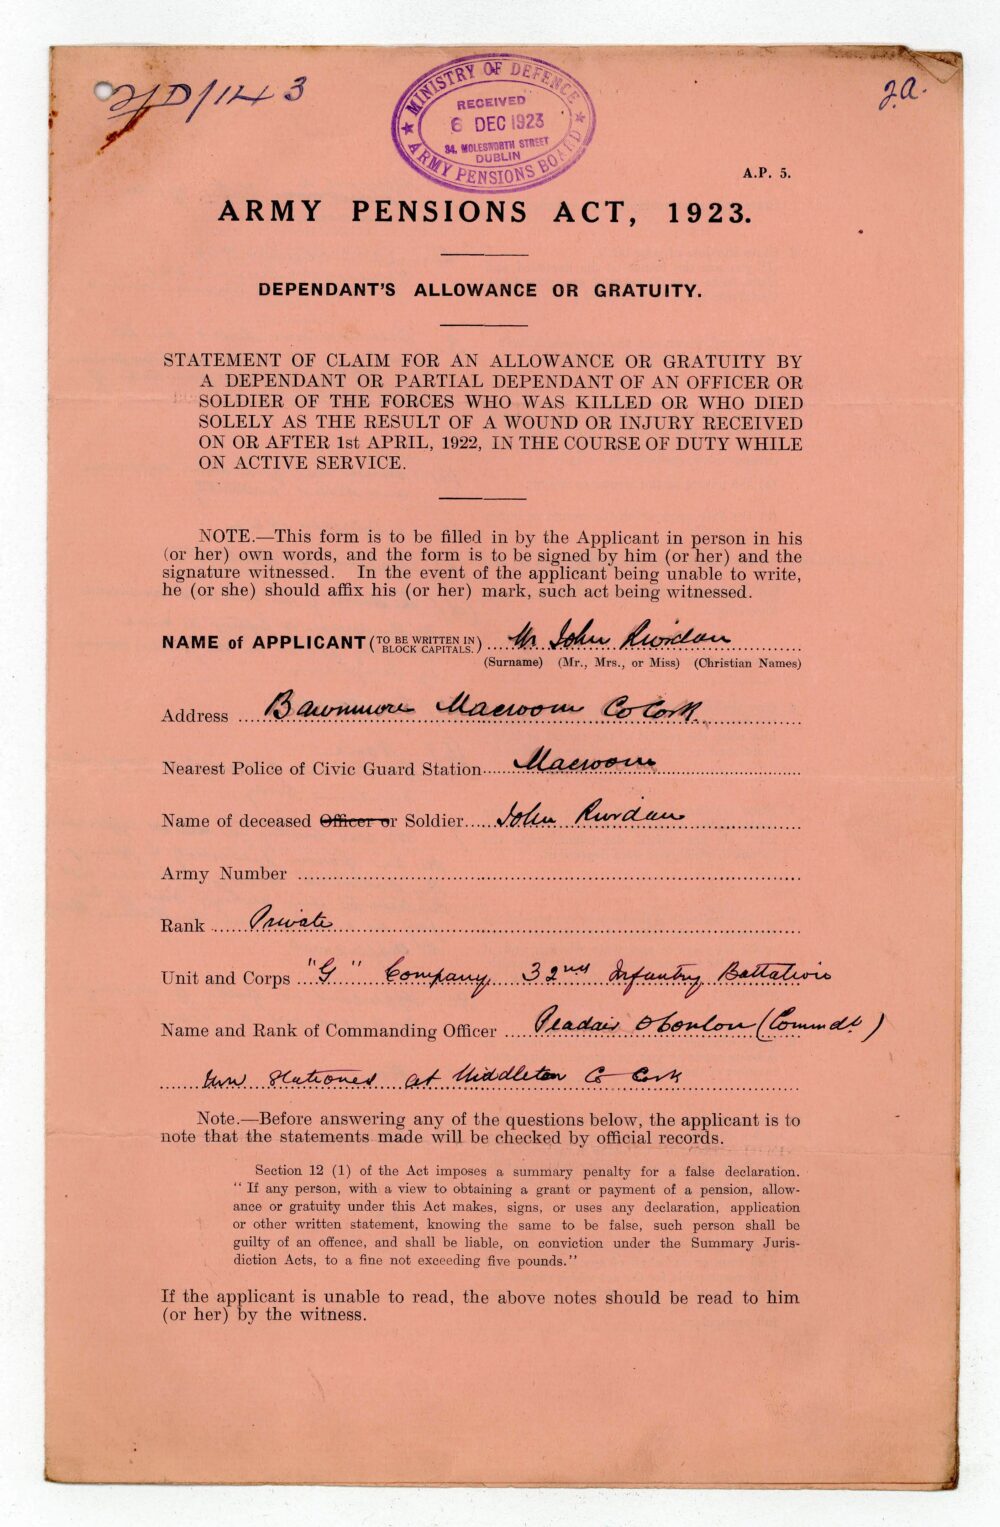 2/D/1143
MINISTRY OF DEFENCE
RECEIVED
6 DEC 1923
34. MOLESWORTH STREET
DUBLIN
ARMY PENSIONS BOARD
2.a.
A.P. 5.
ARMY PENSIONS ACT, 1923.
DEPENDANT'S ALLOWANCE OR GRATUITY.
STATEMENT OF CLAIM FOR AN ALLOWANCE OR GRATUITY BY
A DEPENDANT OR PARTIAL DEPENDANT OF AN OFFICER OR
SOLDIER OF THE FORCES WHO WAS KILLED OR WHO DIED
SOLELY AS THE RESULT OF A WOUND OR INJURY RECEIVED
ON OR AFTER 1st APRIL, 1922, IN THE COURSE OF DUTY WHILE
ON ACTIVE SERVICE.
NOTE.—This form is to be filled in by the Applicant in person in his
(or her) own words, and the form is to be signed by him (or her) and the
signature witnessed. In the event of the applicant being unable to write,
he (or she) should affix his (or her) mark, such act being witnessed.
NAME of APPLICANT (TO BE WRITTEN IN BLOCK CAPITALS.) Mr John Riordan
(Surname) (Mr., Mrs., or Miss) (Christian Names)
Address Bawnmore Macroom Co Cork.
Nearest Police of Civic Guard Station Macroom
Name of deceased Officer or Soldier John Riordan
Army Number
Rank Private
Unit and Corps "G" Company 32nd Infantry Battalion
Name and Rank of Commanding Officer Peadair O Conlon (Commdt)
now stationed at Middleton Co Cork
Note.—Before answering any of the questions below, the applicant is to
note that the statements made will be checked by official records.
Section 12 (1) of the Act imposes a summary penalty for a false declaration.
"If any person, with a view to obtaining a grant or payment of a pension, allow-
ance or gratuity under this Act makes, signs, or uses any declaration, application
or other written statement, knowing the same to be false, such person shall be
guilty of an offence, and shall be liable, on conviction under the Summary Juris-
diction Acts, to a fine not exceeding five pounds."
If the applicant is unable to read, the above notes should be read to him
(or her) by the witness.